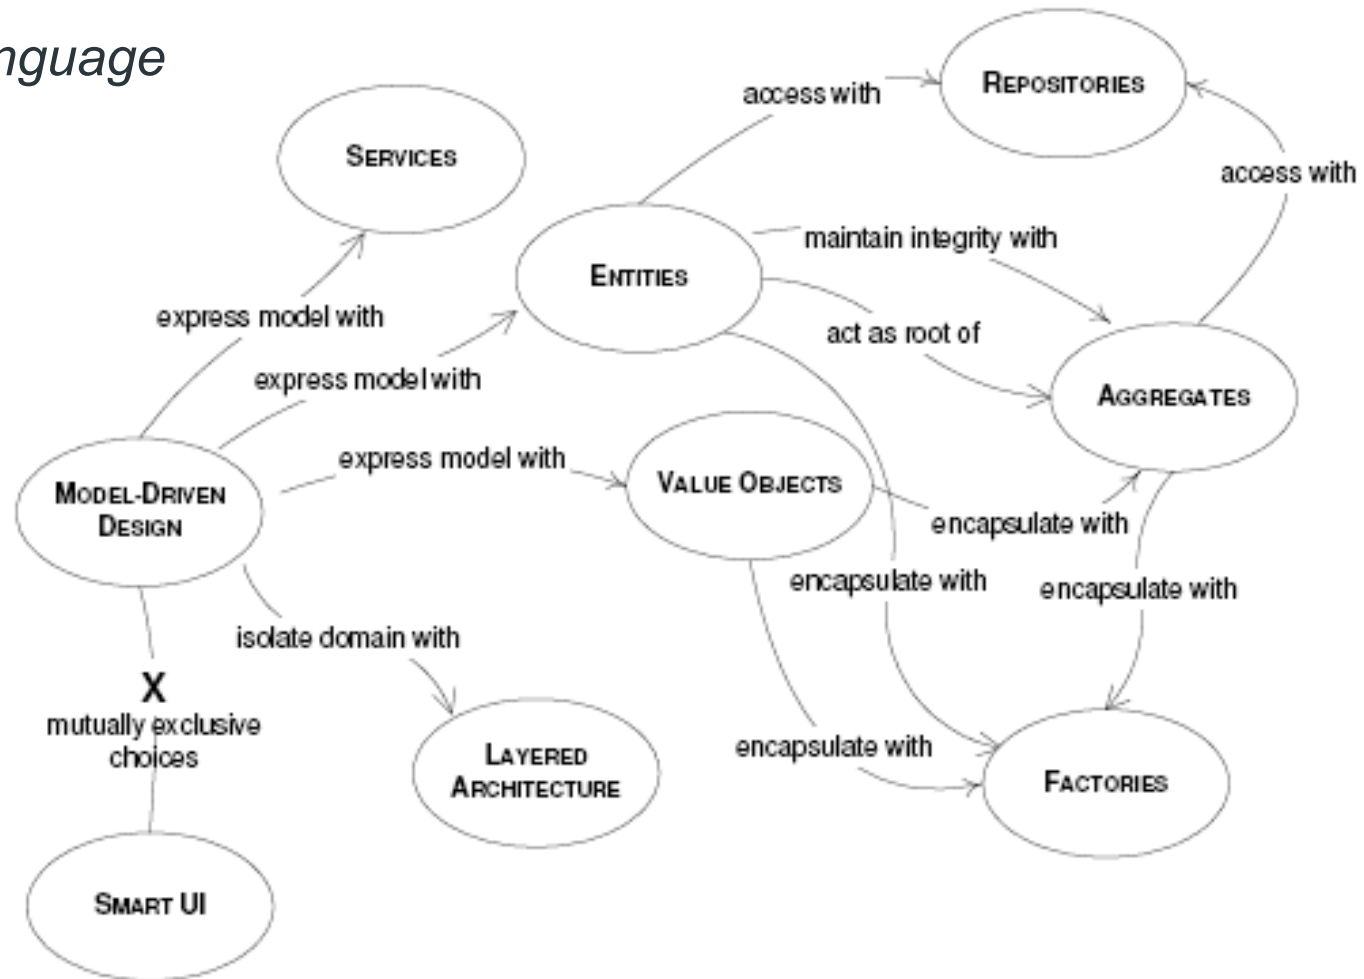 nguage
REPOSITORIES
access with
SERVICES
access with
maintain integrity with
ENTITIES
express model with
act as root of
express model with
AGGREGATES
express model with
VALUE OBJECTS
MODEL-DRIVEN
DESIGN
encapsulate with
encapsulate with
encapsulate with
isolate domain with
X
mutually exclusive
choices
encapsulate with
LAYERED
ARCHITECTURE
FACTORIES
SMART UI